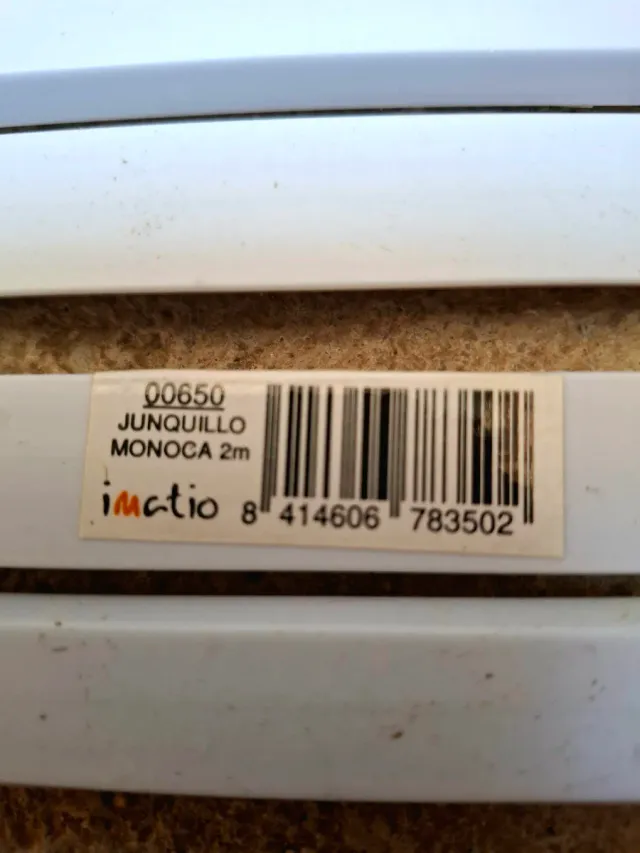 00650
JUNQUILLO
MONOCA 2m
imatio
8 414606 783502